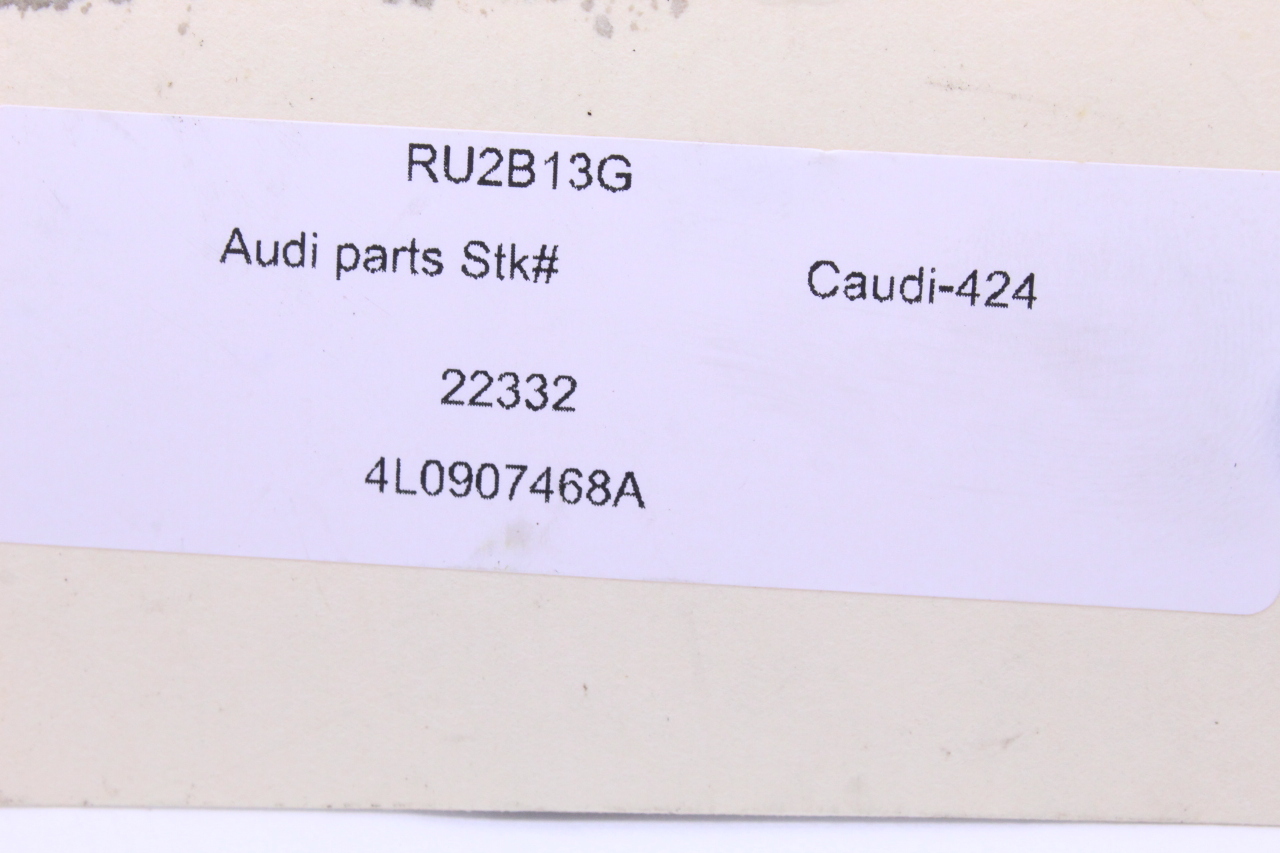 RU2B13G
Audi parts Stk# Caudi-424
22332
4L0907468A